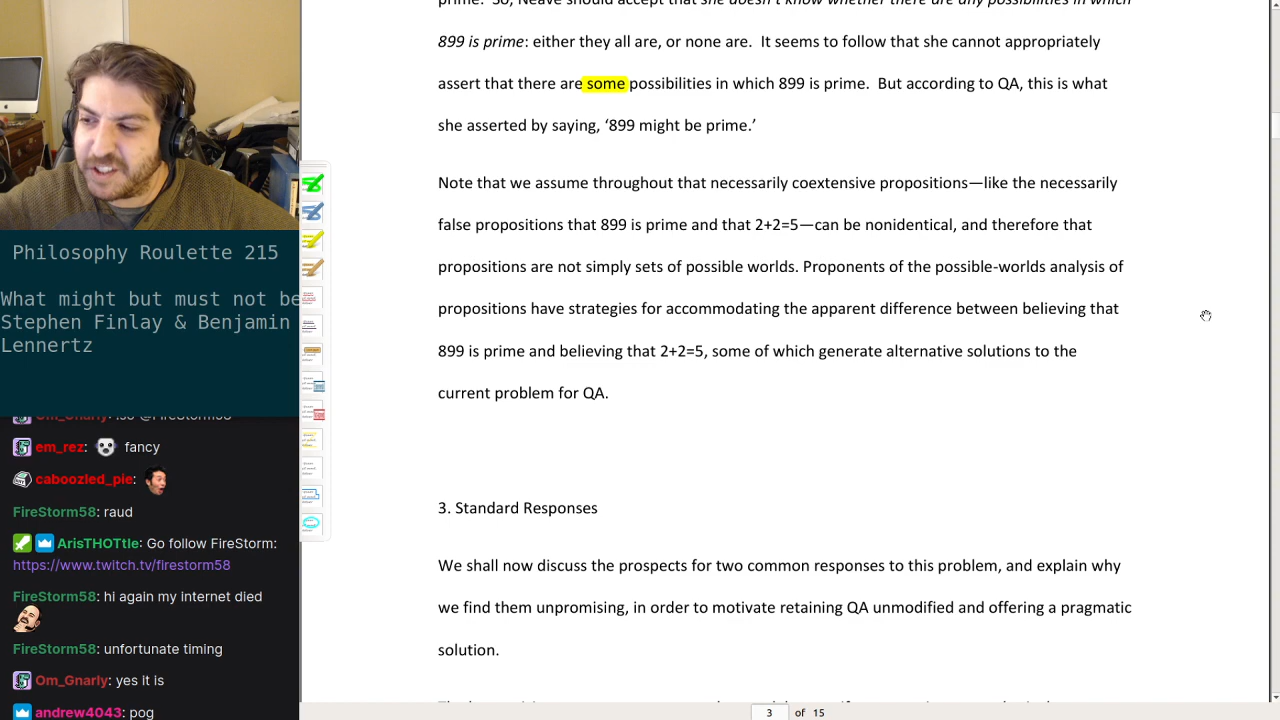 prime. So, Neave should accept that she doesn't know whether there are any possibilities in which
899 is prime: either they all are, or none are. It seems to follow that she cannot appropriately
assert that there are some possibilities in which 899 is prime. But according to QA, this is what
she asserted by saying, ‘899 might be prime.’
Note that we assume throughout that necessarily coextensive propositions—like the necessarily
false propositions that 899 is prime and that 2+2=5—can be nonidentical, and therefore that
propositions are not simply sets of possible worlds. Proponents of the possible-worlds analysis of
propositions have strategies for accommodating the apparent difference between believing that
899 is prime and believing that 2+2=5, some of which generate alternative solutions to the
current problem for QA.
3. Standard Responses
We shall now discuss the prospects for two common responses to this problem, and explain why
we find them unpromising, in order to motivate retaining QA unmodified and offering a pragmatic
solution.
3 of 15
Philosophy Roulette 215
What might but must not be
Stephen Finlay & Benjamin
Lennertz
Om_Gnarly: !so @FireStorm58
em_rez: fancy
caboozled_pie:
FireStorm58: raud
ArisTHOTtle: Go follow FireStorm:
https://www.twitch.tv/firestorm58
FireStorm58: hi again my internet died
FireStorm58: unfortunate timing
Om_Gnarly: yes it is
andrew4043: pog